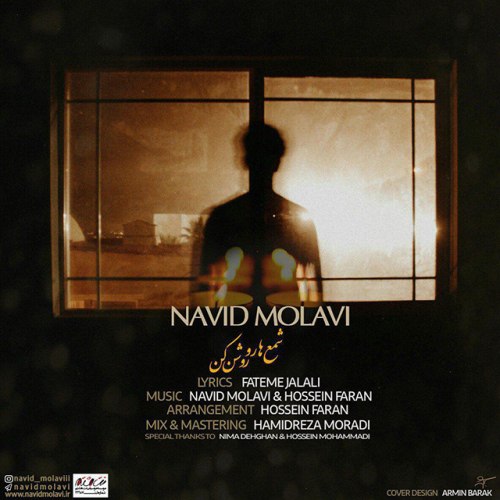 NAVID MOLAVI
شمع ها رو روشن کن
LYRICS FATEME JALALI
MUSIC NAVID MOLAVI & HOSSEIN FARAN
ARRANGEMENT HOSSEIN FARAN
MIX & MASTERING HAMIDREZA MORADI
SPECIAL THANKS TO NIMA DEHGHAN & HOSSEIN MOHAMMADI
navid_molaviii
navidmolavi
www.navidmolavi.ir
COVER DESIGN ARMIN BARAK